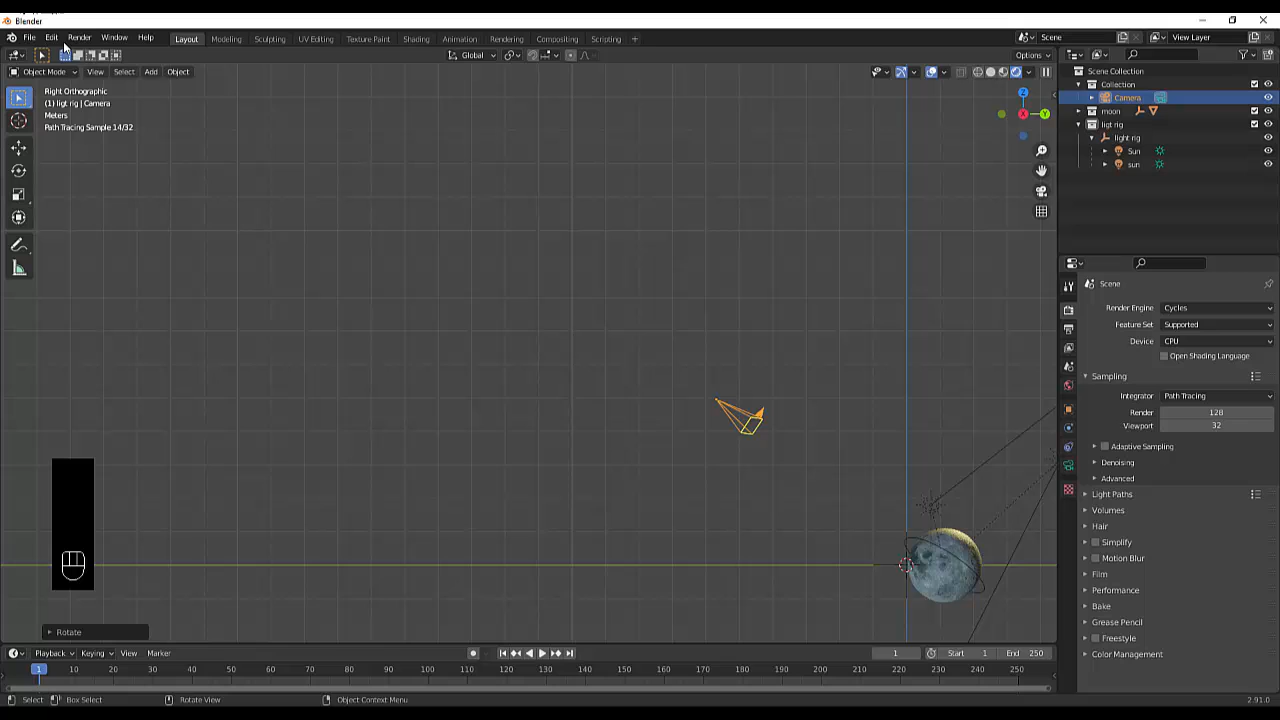 Blender
File Edit Render Window Help Layout Modeling Sculpting UV Editing Texture Paint Shading Animation Compositing Scripting + Scene View Layer
Global Options
Object Mode View Select Add Object
Scene Collection
Collection
Camera
moon
ligt rig
light rig
Sun
sun
Right Orthographic
(1) ligt rig | Camera
Meters
Path Tracing Sample 14/32
Z
X
Y
Scene
Render Engine Cycles
Feature Set Supported
Device CPU
Open Shading Language
Sampling
Integrator Path Tracing
Render 128
Viewport 32
Adaptive Sampling
Denoising
Advanced
Light Paths
Volumes
Hair
Simplify
Motion Blur
Film
Performance
Bake
Grease Pencil
Freestyle
Color Management
Rotate
Playback Keying View Marker 1 Start 1 End 250
1 10 20 30 40 50 60 70 80 90 100 110 120 130 140 150 160 170 180 190 200 210 220 230 240 250
Select Box Select Rotate View Object Context Menu 2.91.0